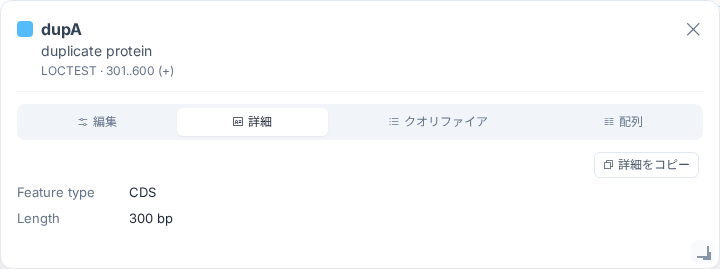 dupA
duplicate protein
LOCTEST · 301..600 (+)
編集 詳細 クオリファイア 配列
詳細をコピー
Feature type CDS
Length 300 bp